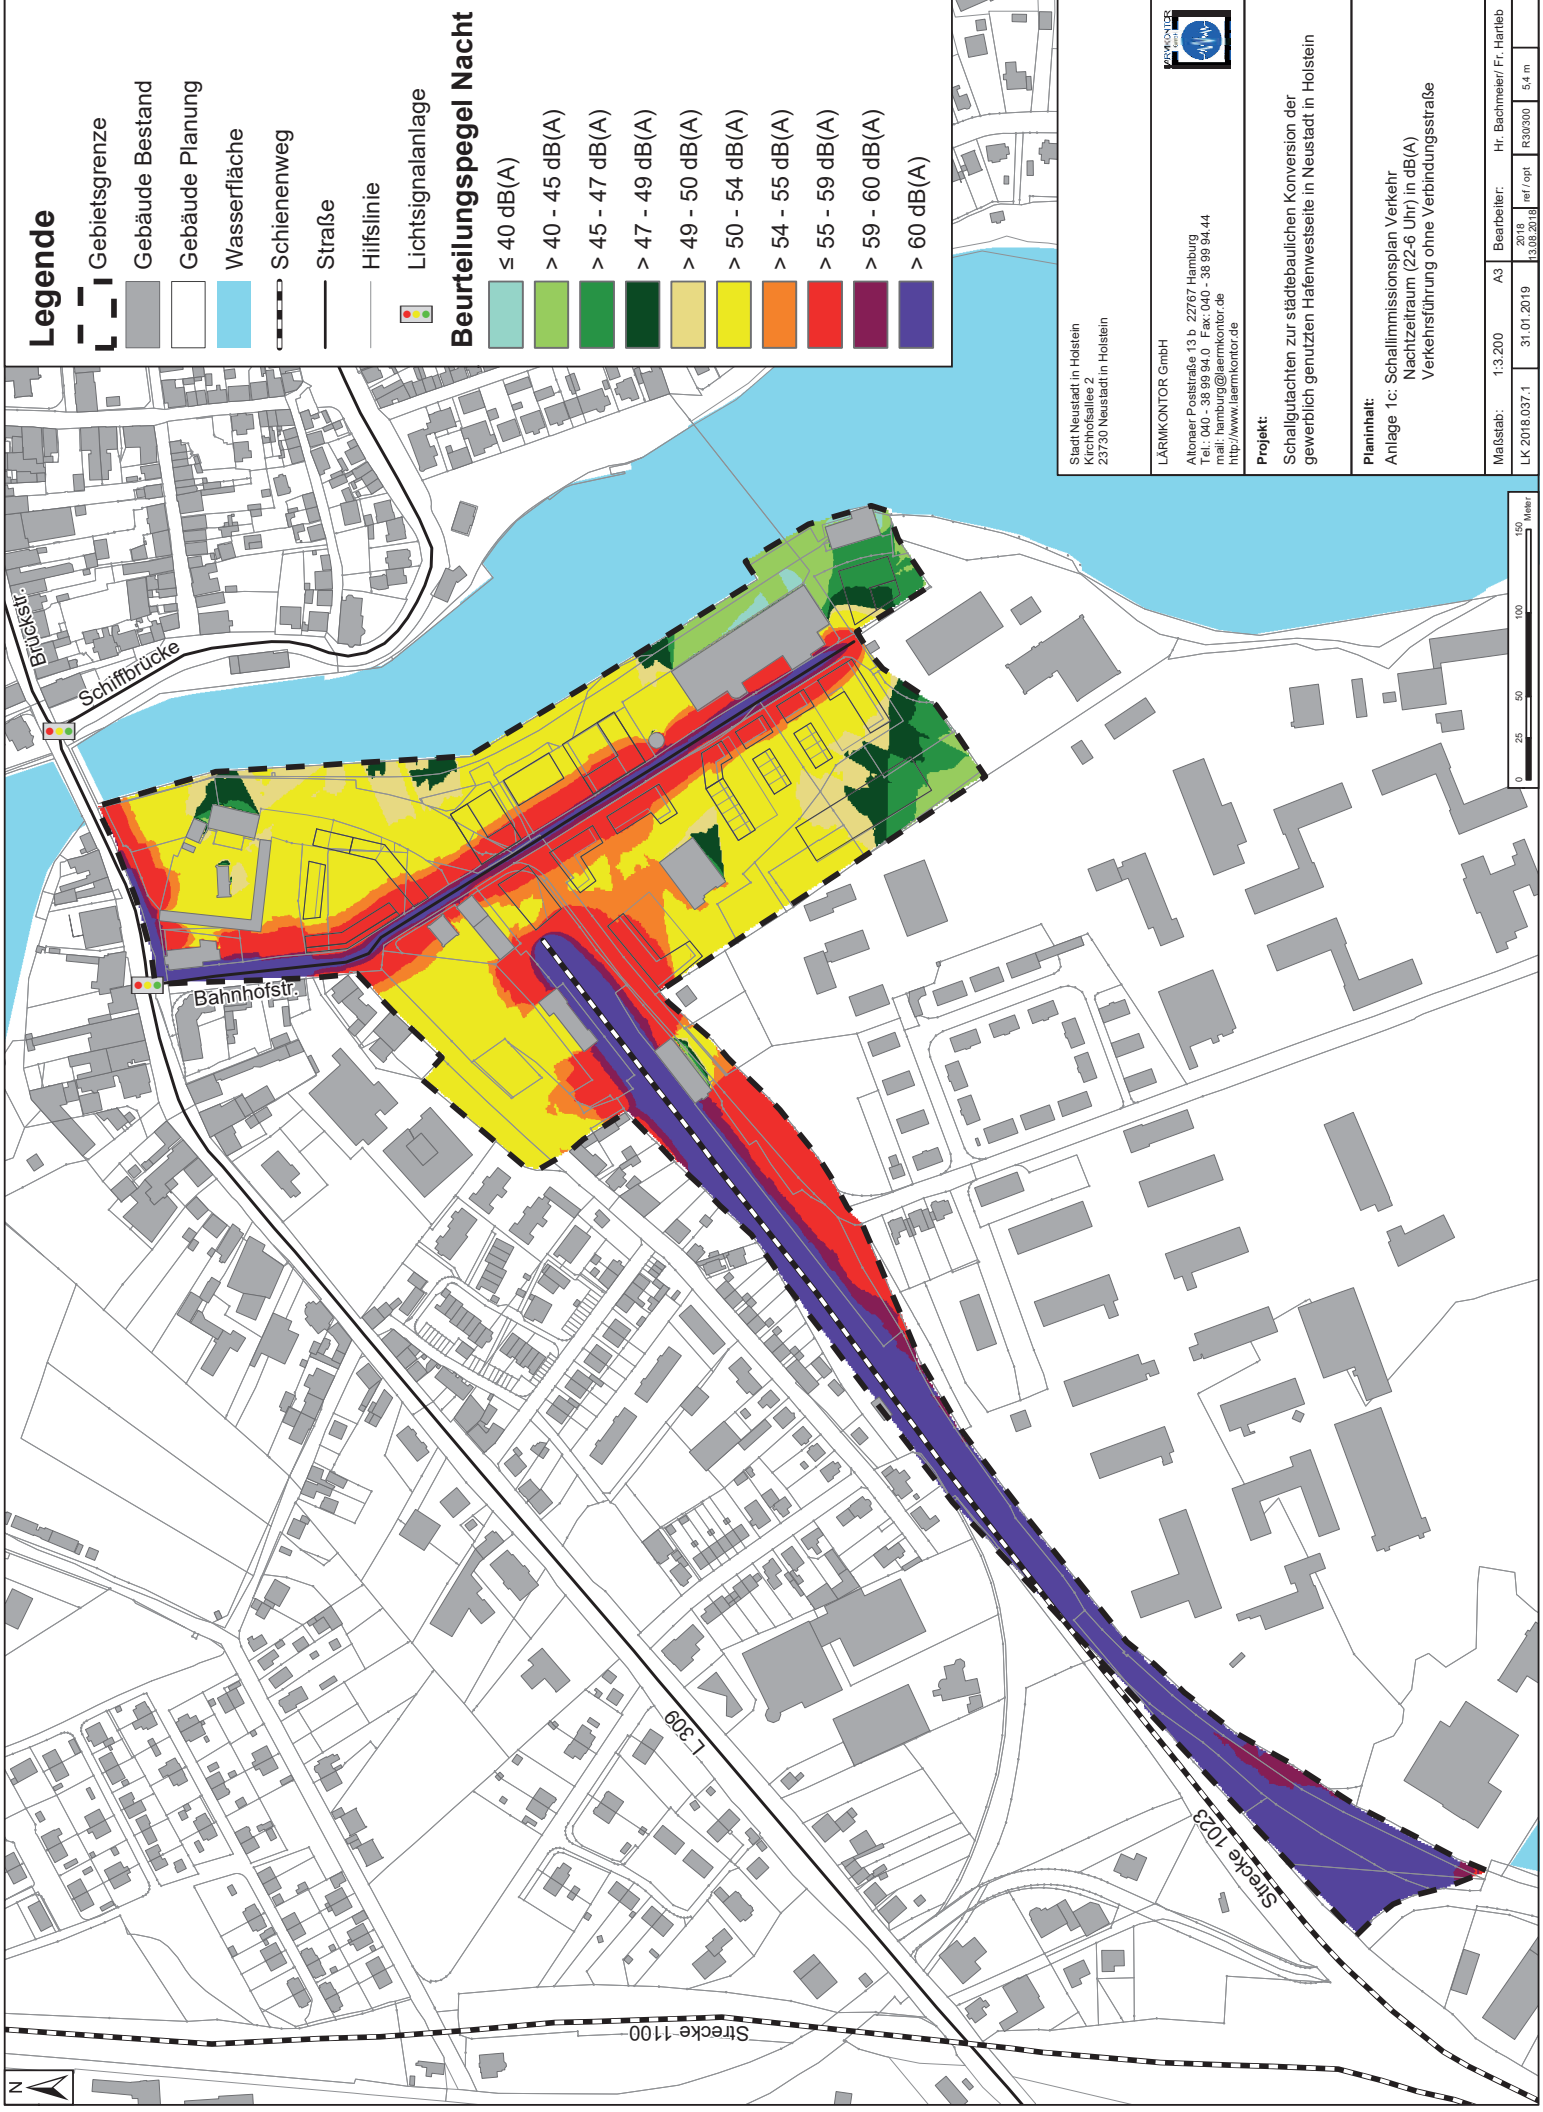 Legende
Gebietsgrenze
Gebäude Bestand
Gebäude Planung
Wasserfläche
Schienenweg
Straße
Hilfslinie
Lichtsignalanlage
Beurteilungspegel Nacht
≤ 40 dB(A)
> 40 - 45 dB(A)
> 45 - 47 dB(A)
> 47 - 49 dB(A)
> 49 - 50 dB(A)
> 50 - 54 dB(A)
> 54 - 55 dB(A)
> 55 - 59 dB(A)
> 59 - 60 dB(A)
> 60 dB(A)
Stadt Neustadt in Holstein
Kirchhofsallee 2
23730 Neustadt in Holstein
LÄRMKONTOR GmbH
Altonaer Poststraße 13 b 22767 Hamburg
Tel.: 040 - 38 99 94.0 Fax: 040 - 38 99 94.44
mail: hamburg@laermkontor.de
http://www.laermkontor.de
LÄRMKONTOR
GmbH
Projekt:
Schallgutachten zur städtebaulichen Konversion der
gewerblich genutzten Hafenwestseite in Neustadt in Holstein
Planinhalt:
Anlage 1c: Schallimmissionsplan Verkehr
Nachtzeitraum (22-6 Uhr) in dB(A)
Verkehrsführung ohne Verbindungsstraße
Maßstab: 1:3.200 A3 Bearbeiter: Hr. Bachmeier/ Fr. Hartleb
LK 2018.037.1 31.01.2019 2018 13.08.2018 ref / opt R30/300 5,4 m
0 25 50 100 150
Meter
N
Brückstr.
Schiffbrücke
Bahnhofstr.
L 309
Strecke 1023
Strecke 1100